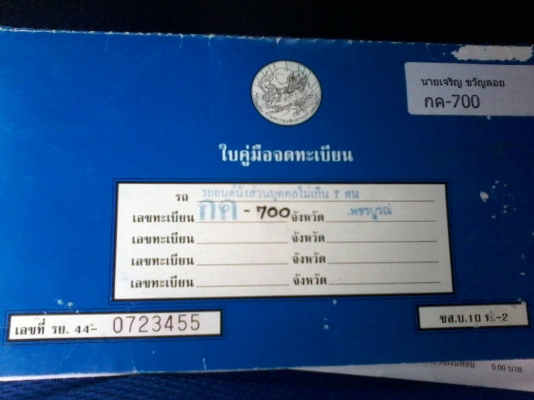 นายเจริญ ขวัญลอย
กค-700
ใบคู่มือจดทะเบียน
รถ รถยนต์นั่งส่วนบุคคลไม่เกิน 7 คน
เลขทะเบียน กค - 700 จังหวัด เพชรบูรณ์
เลขทะเบียน จังหวัด
เลขทะเบียน จังหวัด
เลขทะเบียน จังหวัด
เลขที่ รย. 44- 0723455
ขส.บ.10 -2
0.00 บาท